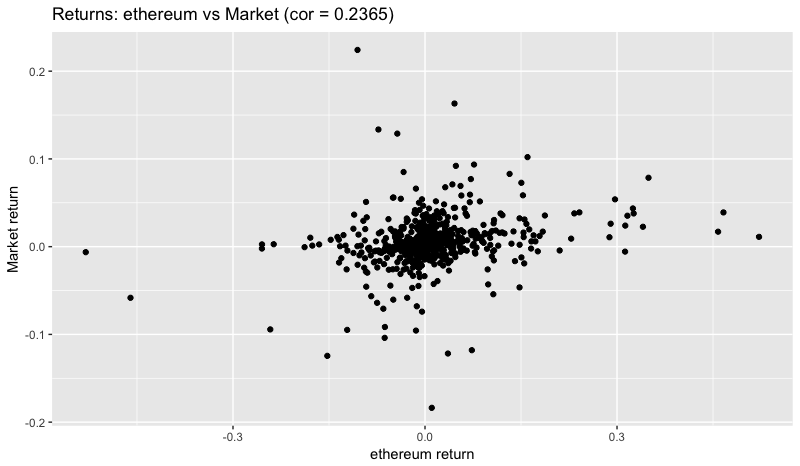 Returns: ethereum vs Market (cor = 0.2365)
Market return
0.2
0.1
0.0
-0.1
-0.2
-0.3
0.0
0.3
ethereum return